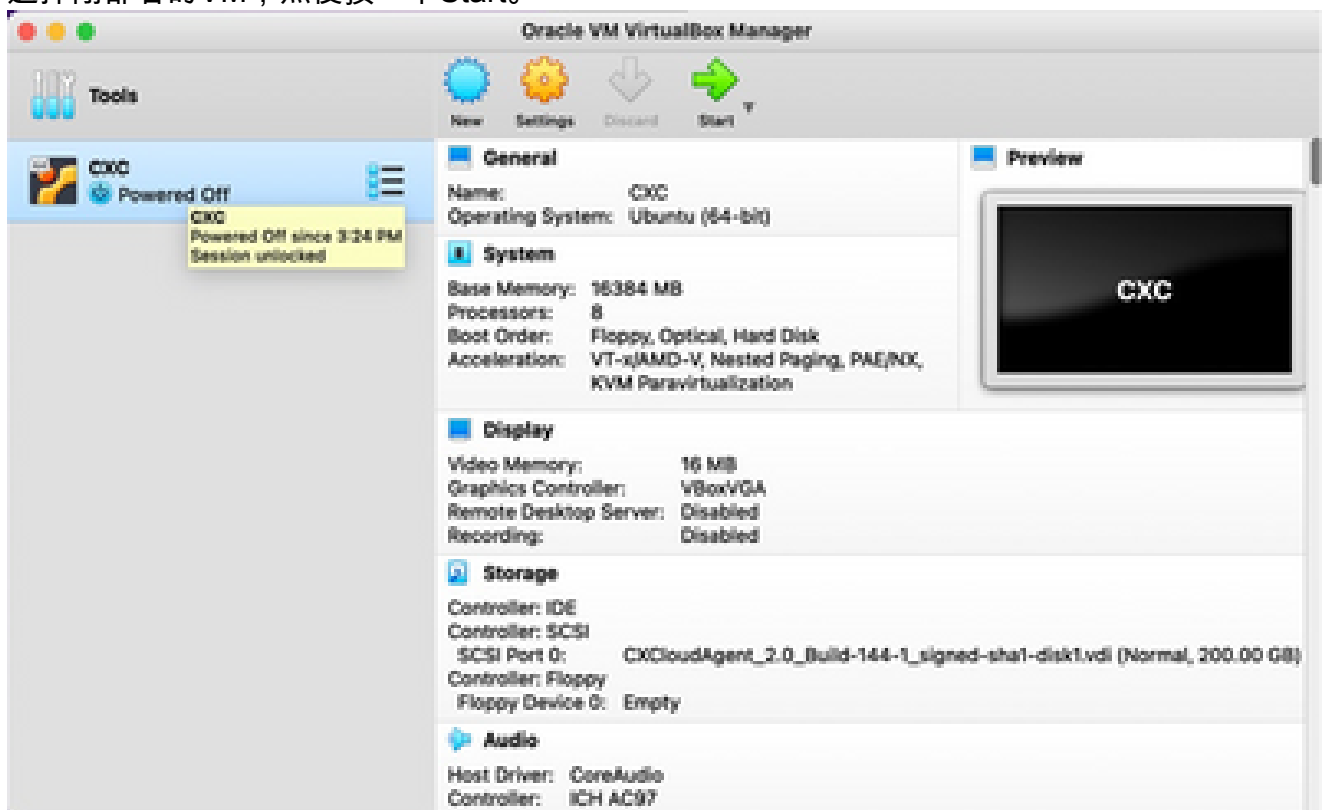 Oracle VM VirtualBox Manager
Tools
New Settings Discard Start
CXC
Powered Off
CXC
Powered Off since 3:24 PM
Session unlocked
General
Name: CXC
Operating System: Ubuntu (64-bit)
System
Base Memory: 16384 MB
Processors: 8
Boot Order: Floppy, Optical, Hard Disk
Acceleration: VT-x/AMD-V, Nested Paging, PAE/NX,
KVM Paravirtualization
Preview
CXC
Display
Video Memory: 16 MB
Graphics Controller: VBoxVGA
Remote Desktop Server: Disabled
Recording: Disabled
Storage
Controller: IDE
Controller: SCSI
SCSI Port 0: CXCloudAgent_2.0_Build-144-1_signed-sha1-disk1.vdi (Normal, 200.00 GB)
Controller: Floppy
Floppy Device 0: Empty
Audio
Host Driver: CoreAudio
Controller: ICH AC97